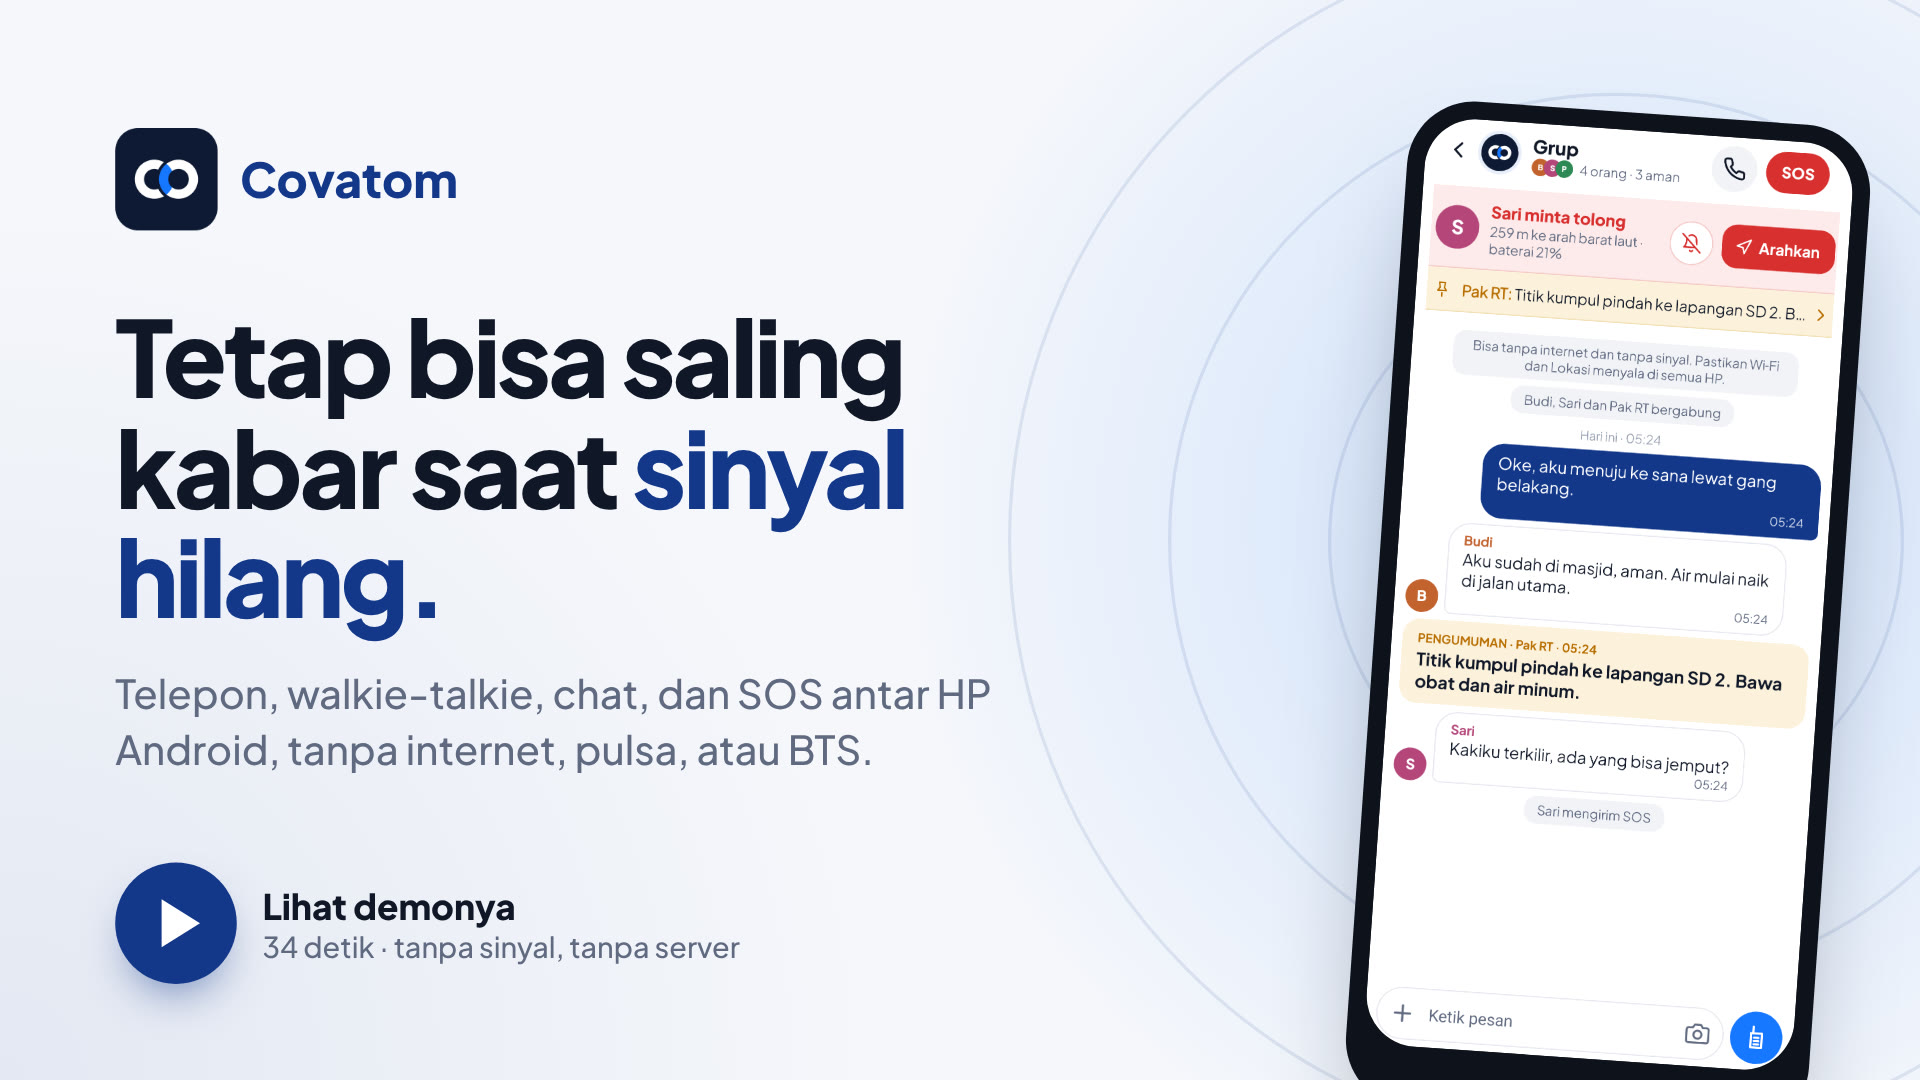 Covatom
Tetap bisa saling
kabar saat sinyal
hilang.
Telepon, walkie-talkie, chat, dan SOS antar HP
Android, tanpa internet, pulsa, atau BTS.
Lihat demonya
34 detik · tanpa sinyal, tanpa server
Grup
B S P 4 orang · 3 aman
SOS
S
Sari minta tolong
259 m ke arah barat laut ·
baterai 21%
Arahkan
Pak RT: Titik kumpul pindah ke lapangan SD 2. B...
Bisa tanpa internet dan tanpa sinyal. Pastikan Wi-Fi
dan Lokasi menyala di semua HP.
Budi, Sari dan Pak RT bergabung
Hari ini · 05:24
Oke, aku menuju ke sana lewat gang
belakang.
05:24
Budi
Aku sudah di masjid, aman. Air mulai naik
di jalan utama.
05:24
B
PENGUMUMAN · Pak RT · 05:24
Titik kumpul pindah ke lapangan SD 2. Bawa
obat dan air minum.
Sari
Kakiku terkilir, ada yang bisa jemput?
05:24
S
Sari mengirim SOS
Ketik pesan